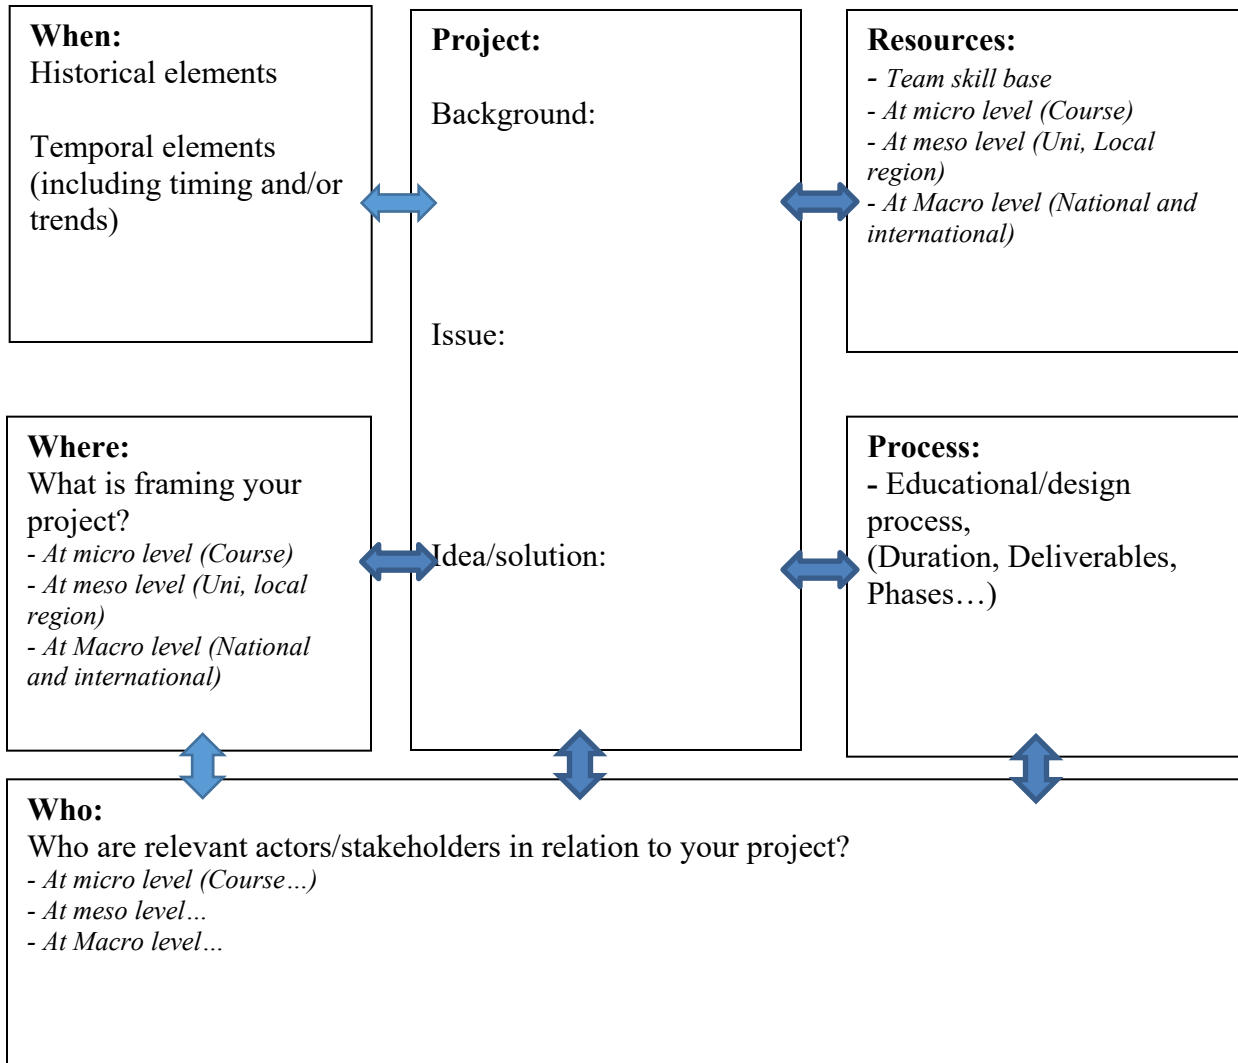 When:
Historical elements
Temporal elements
(including timing and/or
trends)
Project:
Background:
Issue:
Idea/solution:
Resources:
- Team skill base
- At micro level (Course)
- At meso level (Uni, Local
region)
- At Macro level (National and
international)
Where:
What is framing your
project?
- At micro level (Course)
- At meso level (Uni, local
region)
- At Macro level (National
and international)
Process:
- Educational/design
process,
(Duration, Deliverables,
Phases…)
Who:
Who are relevant actors/stakeholders in relation to your project?
- At micro level (Course…)
- At meso level…
- At Macro level…